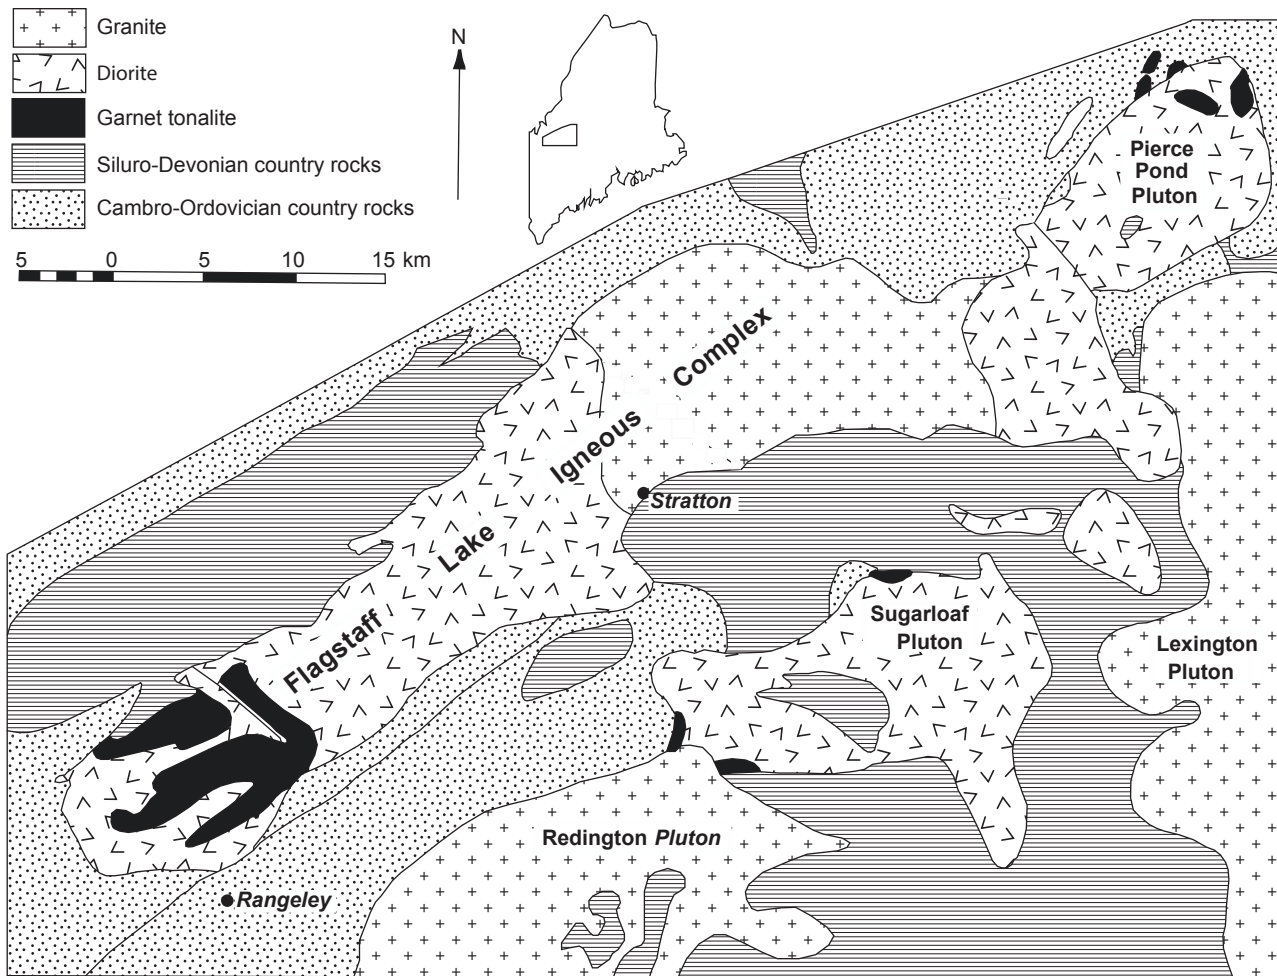 Granite
Diorite
Garnet tonalite
Siluro-Devonian country rocks
Cambro-Ordovician country rocks
5 0 5 10 15 km
N
Pierce
Pond
Pluton
Flagstaff Lake Igneous Complex
Stratton
Sugarloaf
Pluton
Lexington
Pluton
Redington Pluton
Rangeley